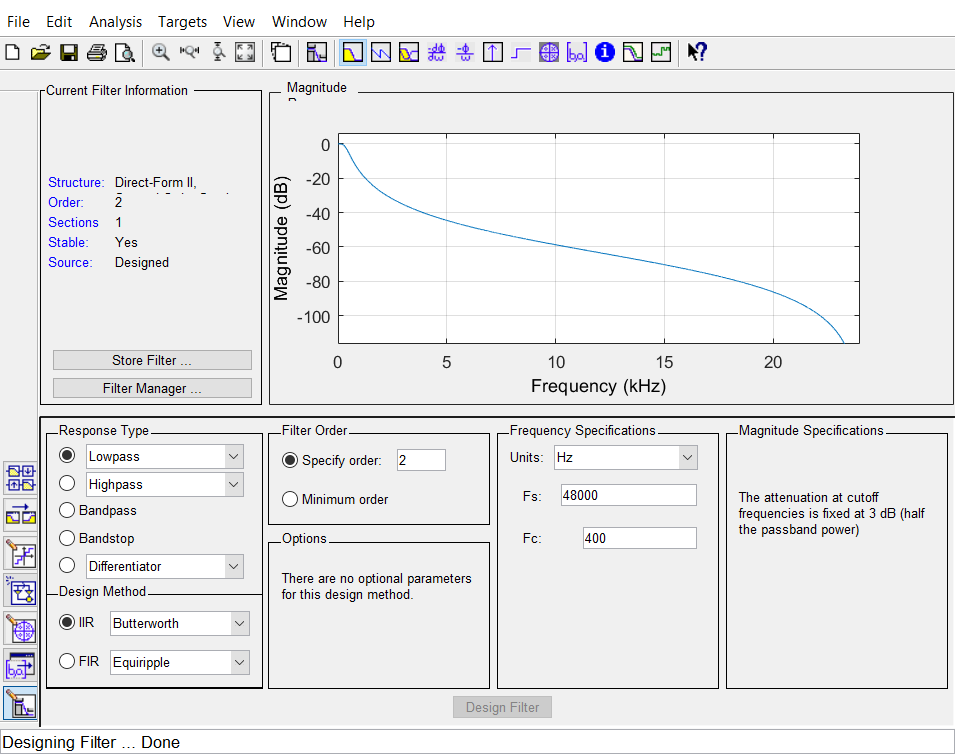 File Edit Analysis Targets View Window Help
Current Filter Information
Structure: Direct-Form II,
Order: 2
Sections 1
Stable: Yes
Source: Designed
Store Filter ...
Filter Manager ...
Magnitude
Magnitude (dB)
0
-20
-40
-60
-80
-100
0 5 10 15 20
Frequency (kHz)
Response Type
Lowpass
Highpass
Bandpass
Bandstop
Differentiator
Design Method
IIR Butterworth
FIR Equiripple
Filter Order
Specify order: 2
Minimum order
Options
There are no optional parameters
for this design method.
Frequency Specifications
Units: Hz
Fs: 48000
Fc: 400
Magnitude Specifications
The attenuation at cutoff
frequencies is fixed at 3 dB (half
the passband power)
Design Filter
Designing Filter ... Done